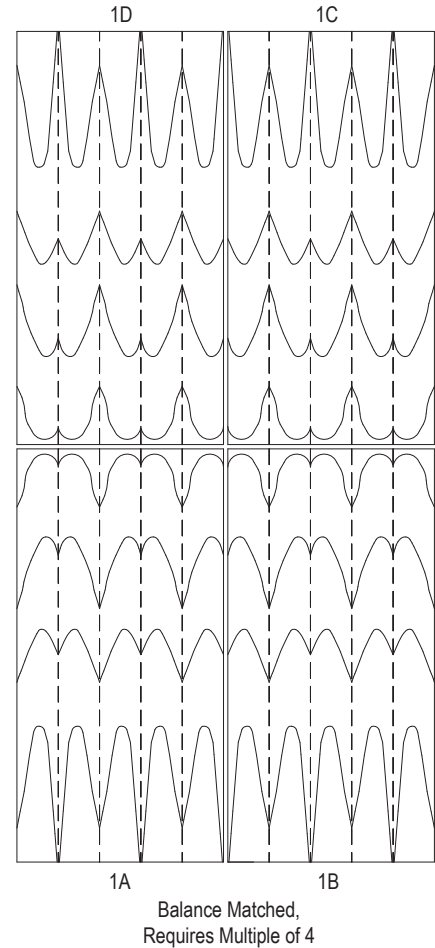 1D
1C
1A
1B
Balance Matched,
Requires Multiple of 4